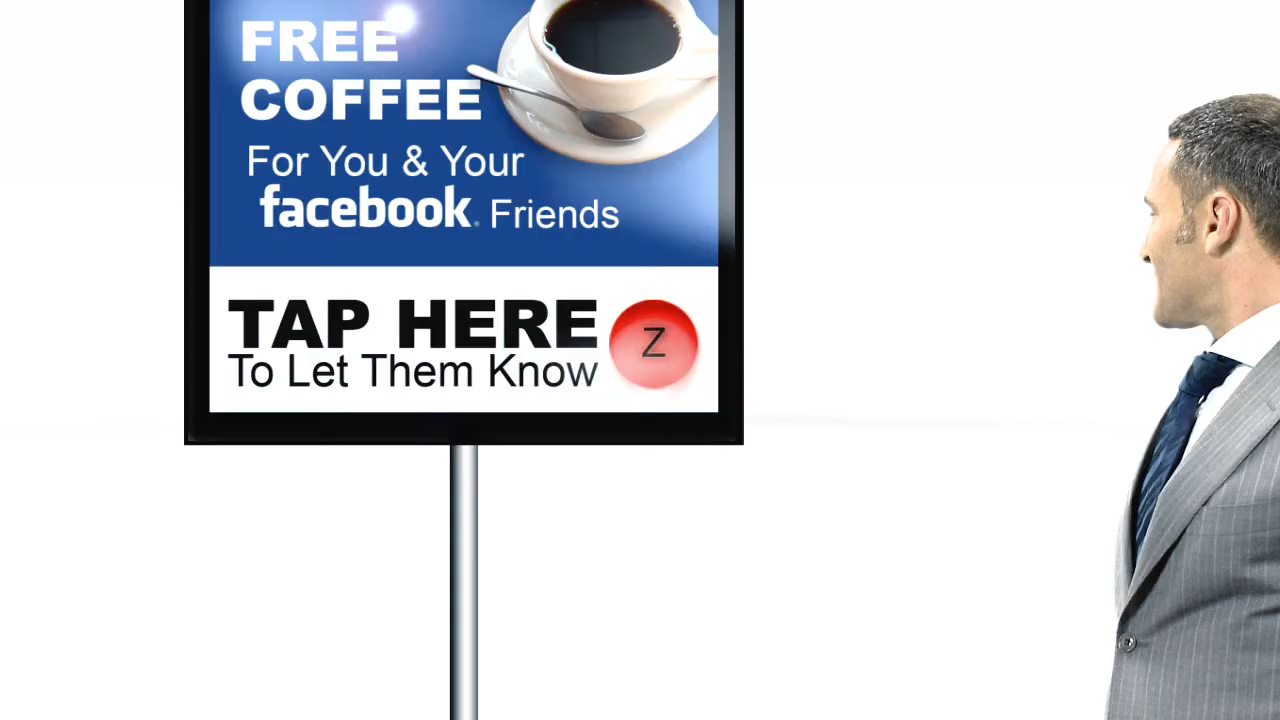 FREE
COFFEE
For You & Your
facebook® Friends
TAP HERE
To Let Them Know
Z